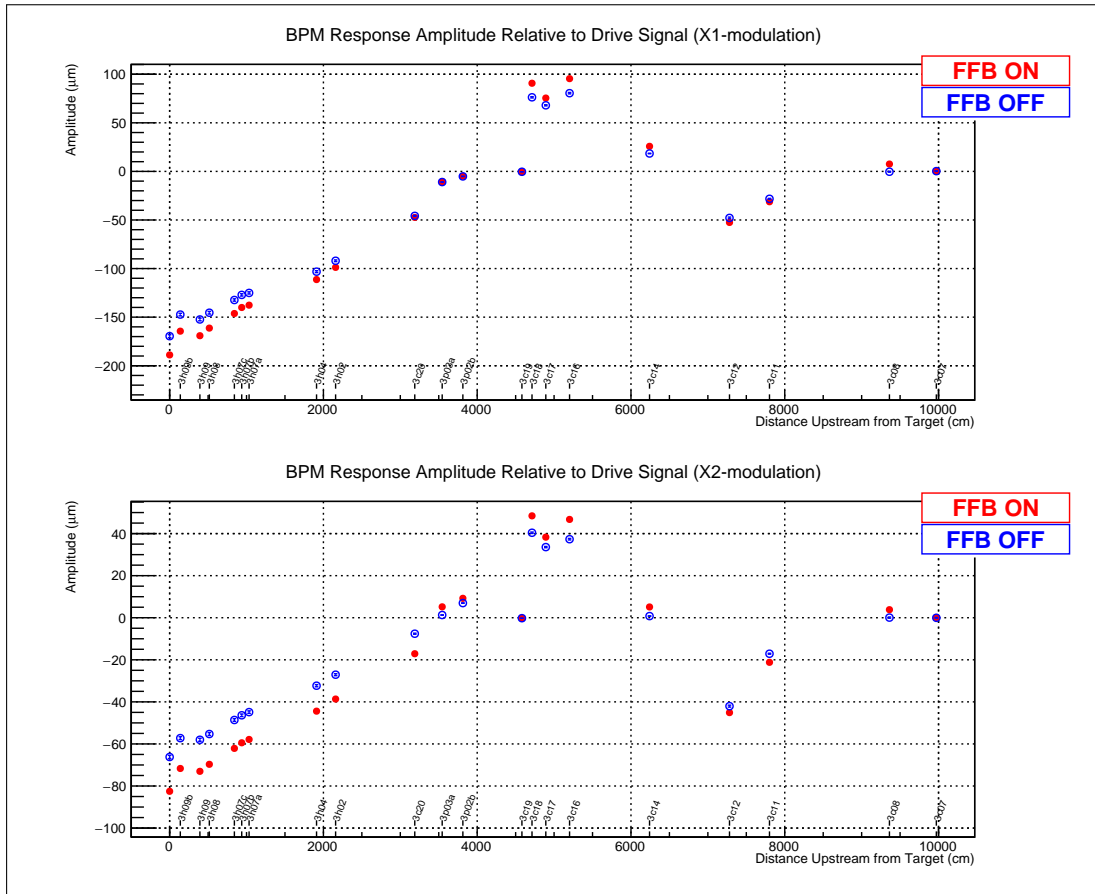 BPM Response Amplitude Relative to Drive Signal (X1-modulation)
FFB ON
FFB OFF
Amplitude (μm)
100
50
0
−50
−100
−150
−200
3h09b
3h09
3h08
3h07c
3h07b
3h07a
3h04
3h02
3c20
3p03a
3p02b
3c19
3c18
3c17
3c16
3c14
3c12
3c11
3c08
3c07
0 2000 4000 6000 8000 10000
Distance Upstream from Target (cm)
BPM Response Amplitude Relative to Drive Signal (X2-modulation)
FFB ON
FFB OFF
Amplitude (μm)
40
20
0
−20
−40
−60
−80
−100
3h09b
3h09
3h08
3h07c
3h07b
3h07a
3h04
3h02
3c20
3p03a
3p02b
3c19
3c18
3c17
3c16
3c14
3c12
3c11
3c08
3c07
0 2000 4000 6000 8000 10000
Distance Upstream from Target (cm)